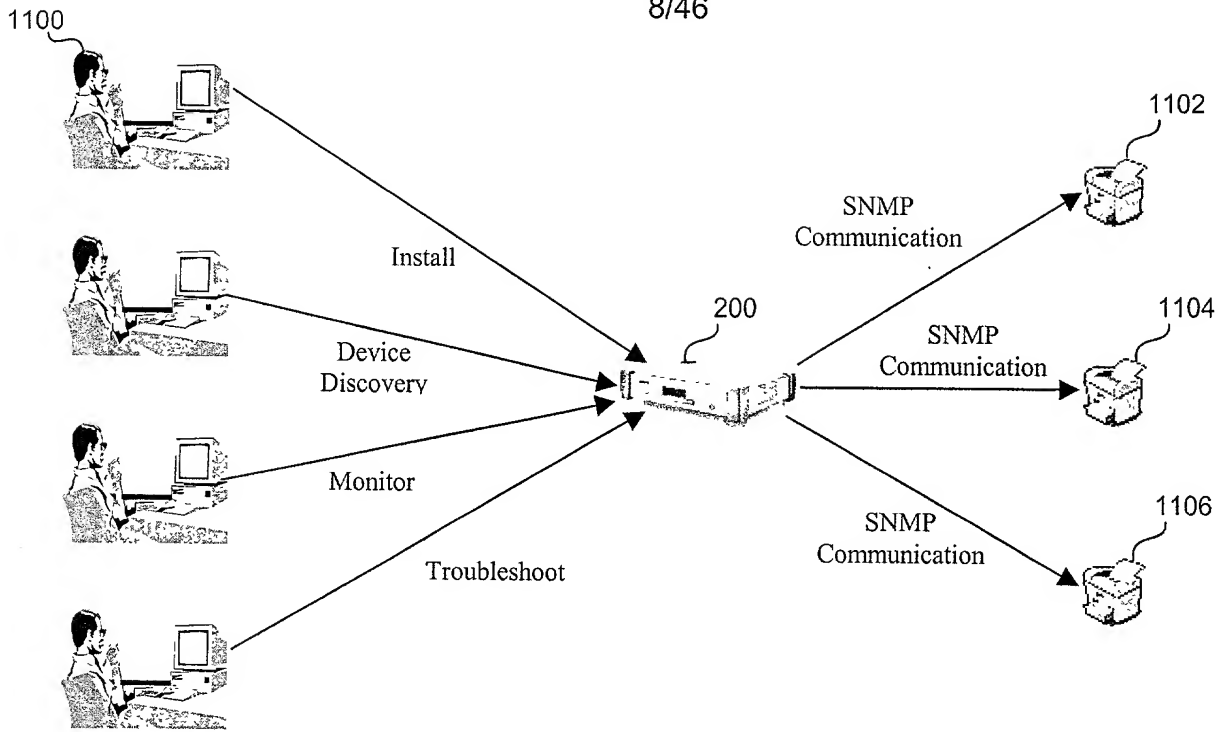 8/46
1100
1102
SNMP
Communication
Install
200
1104
SNMP
Communication
Device
Discovery
Monitor
1106
SNMP
Communication
Troubleshoot